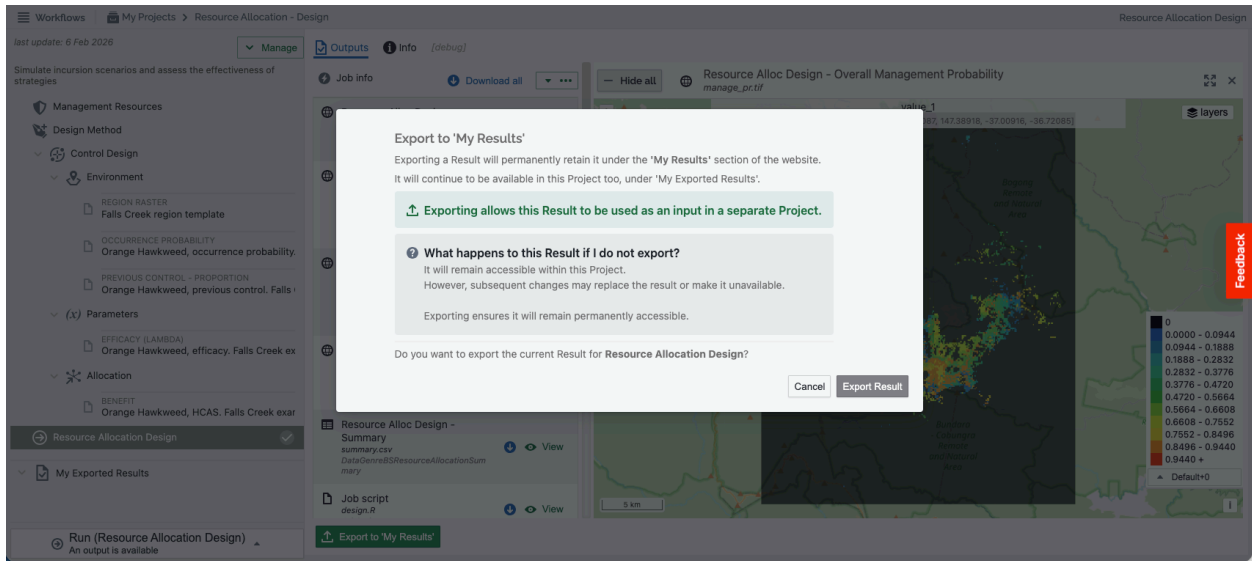 Workflows
My Projects > Resource Allocation - Design
Resource Allocation Design
last update: 6 Feb 2026
Manage
Simulate incursion scenarios and assess the effectiveness of
strategies
Management Resources
Design Method
Control Design
Environment
REGION RASTER
Falls Creek region template
OCCURRENCE PROBABILITY
Orange Hawkweed, occurrence probability.
PREVIOUS CONTROL - PROPORTION
Orange Hawkweed, previous control. Falls
(x) Parameters
EFFICACY (LAMBDA)
Orange Hawkweed, efficacy. Falls Creek ex
Allocation
BENEFIT
Orange Hawkweed, HCAS. Falls Creek exar
Resource Allocation Design
My Exported Results
Run (Resource Allocation Design)
An output is available
Outputs
Info
[debug]
Job info
Download all
Hide all
Resource Alloc Design - Overall Management Probability
manage_pr.tif
value_1
147.38918, -37.00916, -36.72085]
layers
Export to 'My Results'
Exporting a Result will permanently retain it under the 'My Results' section of the website.
It will continue to be available in this Project too, under 'My Exported Results'.
Exporting allows this Result to be used as an input in a separate Project.
What happens to this Result if I do not export?
It will remain accessible within this Project.
However, subsequent changes may replace the result or make it unavailable.
Exporting ensures it will remain permanently accessible.
Do you want to export the current Result for Resource Allocation Design?
Cancel
Export Result
Resource Alloc Design -
Summary
summary.csv
DataGenreBSResourceAllocationSum
mary
View
Job script
design.R
View
Export to 'My Results'
Feedback
0
0.0000 - 0.0944
0.0944 - 0.1888
0.1888 - 0.2832
0.2832 - 0.3776
0.3776 - 0.4720
0.4720 - 0.5664
0.5664 - 0.6608
0.6608 - 0.7552
0.7552 - 0.8496
0.8496 - 0.9440
0.9440 +
Default+0
5 km
i